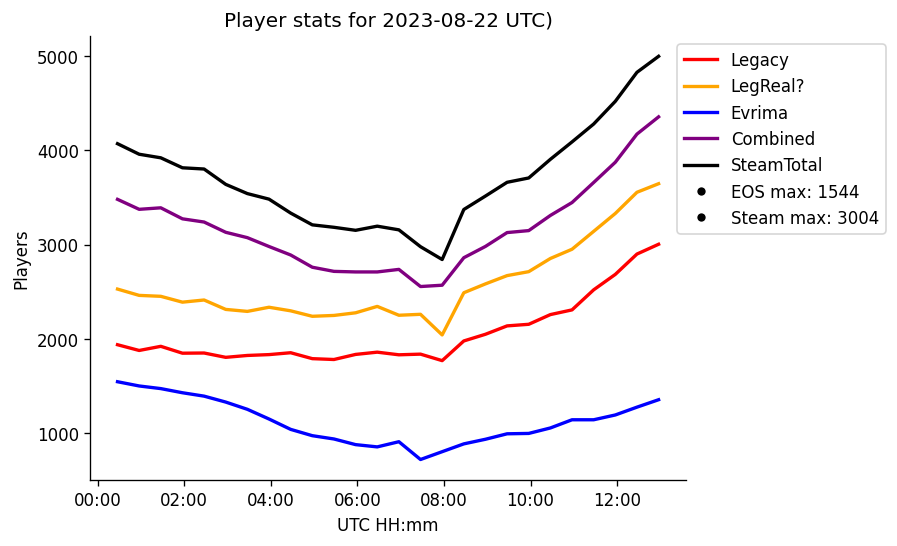 Player stats for 2023-08-22 UTC)
5000
4000
3000
2000
1000
Players
00:00 02:00 04:00 06:00 08:00 10:00 12:00
UTC HH:mm
Legacy
LegReal?
Evrima
Combined
SteamTotal
EOS max: 1544
Steam max: 3004